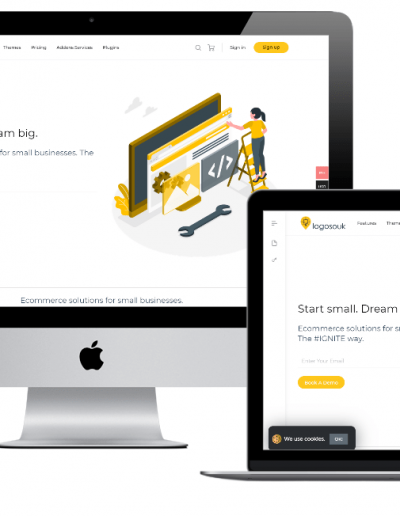 Themes Pricing Addons Services Plugins Sign in Sign up
am big.
for small businesses. The
</>
Ecommerce solutions for small businesses.
logosouk Features Theme
Start small. Dream
Ecommerce solutions for s
The #IGNITE way.
Enter Your Email
Book A Demo
We use cookies. OK